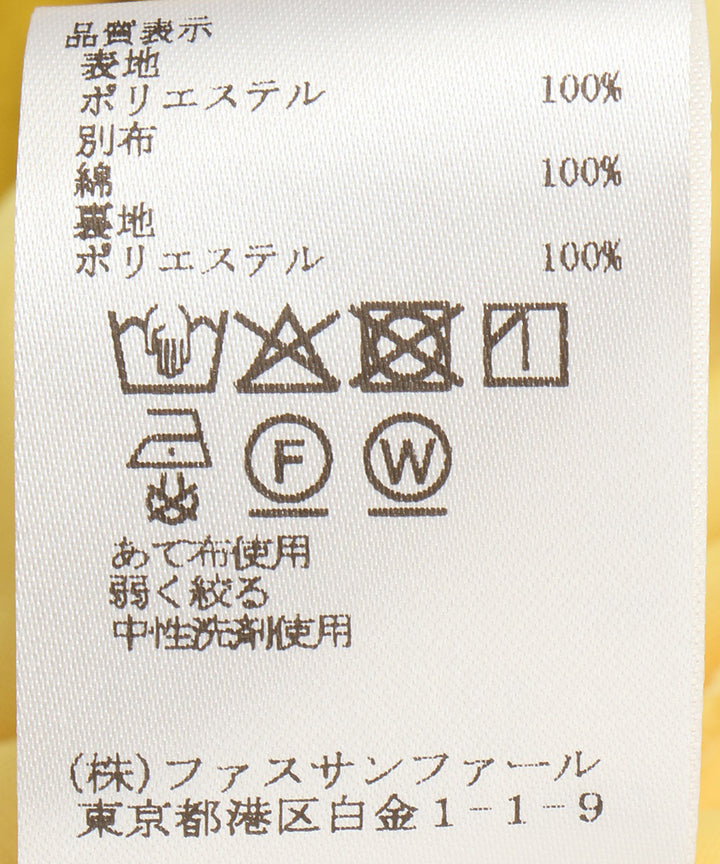 品質表示
表地
ポリエステル 100%
別布
綿 100%
裏地
ポリエステル 100%
F W
あて布使用
弱く絞る
中性洗剤使用
(株)ファスサンファール
東京都港区白金1-1-9